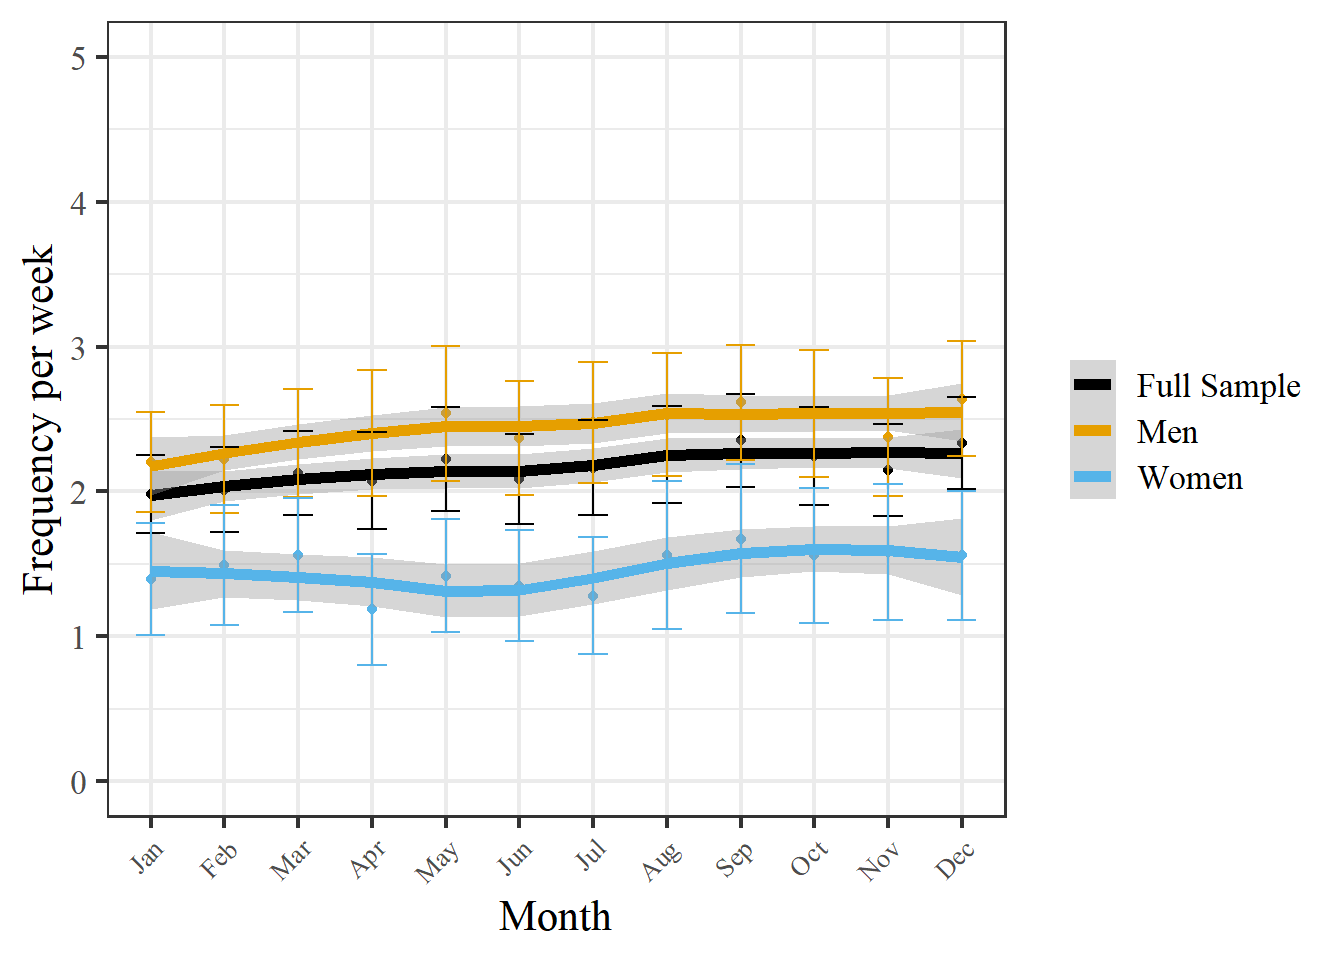 Frequency per week
5
4
3
2
1
0
Jan
Feb
Mar
Apr
May
Jun
Jul
Aug
Sep
Oct
Nov
Dec
Month
Full Sample
Men
Women